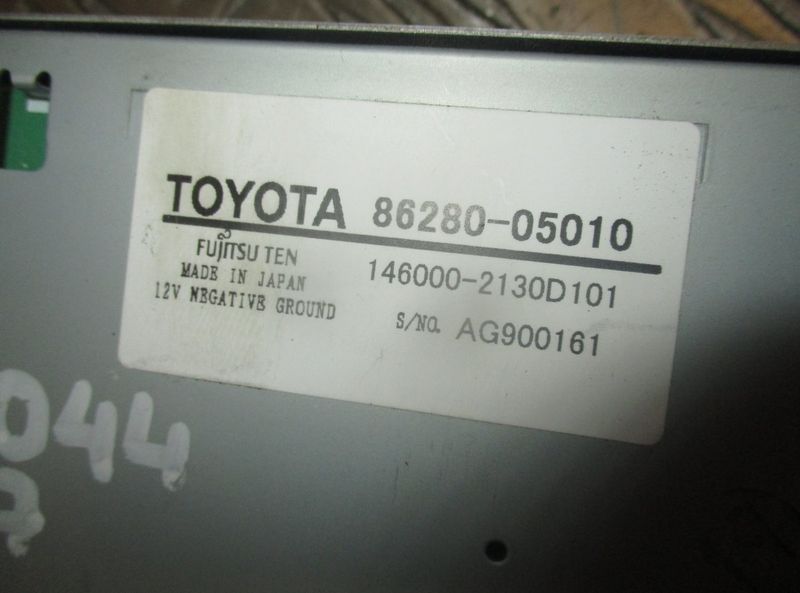 TOYOTA 86280-05010
FUJITSU TEN
MADE IN JAPAN
12V NEGATIVE GROUND
146000-2130D101
S/NO. AG900161
044